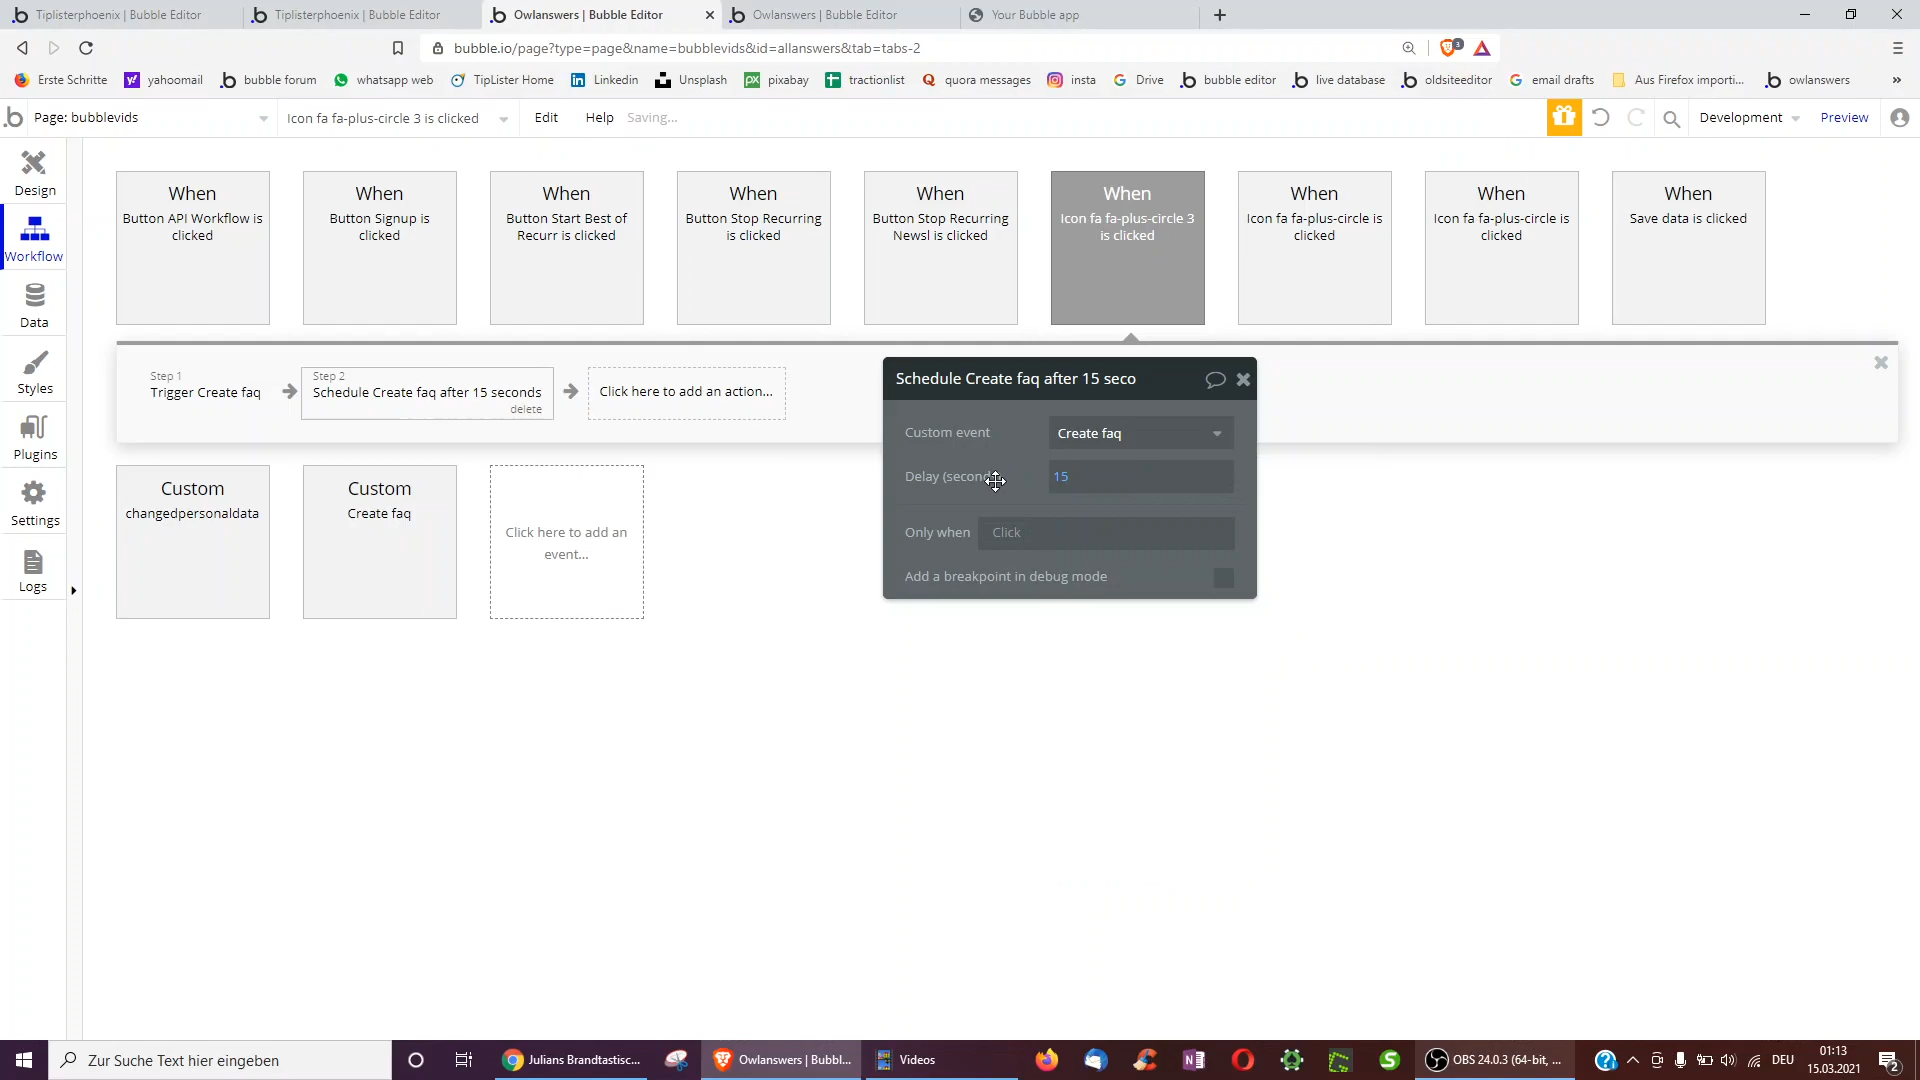 Tiplisterphoenix | Bubble Editor
Tiplisterphoenix | Bubble Editor
Owlanswers | Bubble Editor
Owlanswers | Bubble Editor
Your Bubble app
bubble.io/page?type=page&name=bubblevids&id=allanswers&tab=tabs-2
3
Erste Schritte
yahoomail
bubble forum
whatsapp web
TipLister Home
Linkedin
Unsplash
pixabay
tractionlist
quora messages
insta
Drive
bubble editor
live database
oldsiteeditor
email drafts
Aus Firefox importi...
owlanswers
Page: bubblevids
Icon fa fa-plus-circle 3 is clicked
Edit
Help
Saving...
Development
Preview
Design
Workflow
Data
Styles
Plugins
Settings
Logs
When
Button API Workflow is
clicked
When
Button Signup is
clicked
When
Button Start Best of
Recurr is clicked
When
Button Stop Recurring
is clicked
When
Button Stop Recurring
Newsl is clicked
When
Icon fa fa-plus-circle 3
is clicked
When
Icon fa fa-plus-circle is
clicked
When
Icon fa fa-plus-circle is
clicked
When
Save data is clicked
Step 1
Trigger Create faq
Step 2
Schedule Create faq after 15 seconds
delete
Click here to add an action...
Schedule Create faq after 15 seco
Custom event
Create faq
Delay (second
15
Only when
Click
Add a breakpoint in debug mode
Custom
changedpersonaldata
Custom
Create faq
Click here to add an
event...
Zur Suche Text hier eingeben
Julians Brandtastisc...
Owlanswers | Bubbl...
Videos
OBS 24.0.3 (64-bit, ...
DEU
01:13
15.03.2021
2